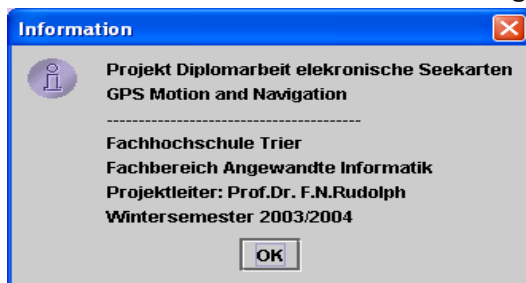 Information
Projekt Diplomarbeit elekronische Seekarten
GPS Motion and Navigation
----------------------------------------
Fachhochschule Trier
Fachbereich Angewandte Informatik
Projektleiter: Prof.Dr. F.N.Rudolph
Wintersemester 2003/2004
OK